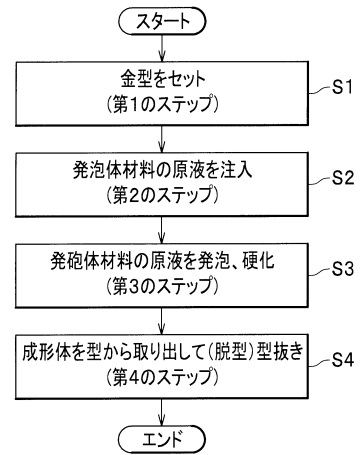 スタート
金型をセット
(第1のステップ)
S1
発泡体材料の原液を注入
(第2のステップ)
S2
発砲体材料の原液を発泡、硬化
(第3のステップ)
S3
成形体を型から取り出して(脱型)型抜き
(第4のステップ)
S4
エンド